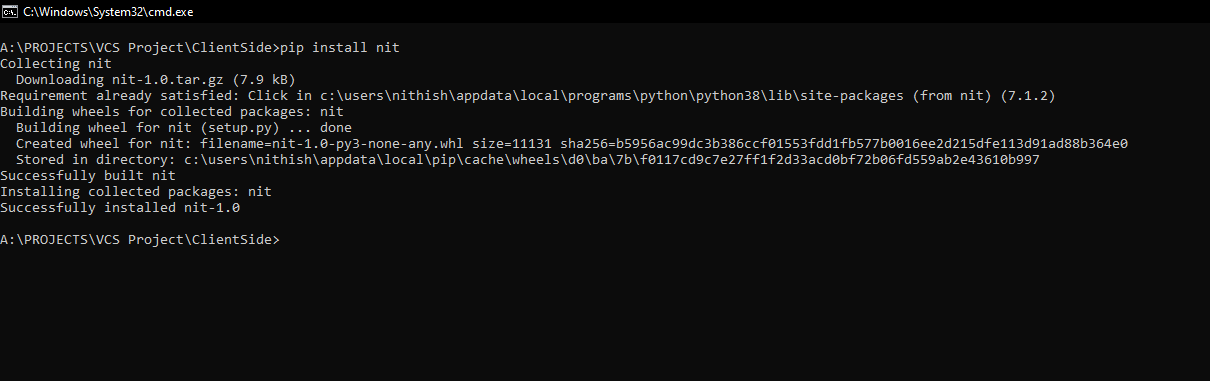 C:\Windows\System32\cmd.exe
A:\PROJECTS\VCS Project\ClientSide>pip install nit
Collecting nit
  Downloading nit-1.0.tar.gz (7.9 kB)
Requirement already satisfied: Click in c:\users\nithish\appdata\local\programs\python\python38\lib\site-packages (from nit) (7.1.2)
Building wheels for collected packages: nit
  Building wheel for nit (setup.py) ... done
  Created wheel for nit: filename=nit-1.0-py3-none-any.whl size=11131 sha256=b5956ac99dc3b386ccf01553fdd1fb577b0016ee2d215dfe113d91ad88b364e0
  Stored in directory: c:\users\nithish\appdata\local\pip\cache\wheels\d0\ba\7b\f0117cd9c7e27ff1f2d33acd0bf72b06fd559ab2e43610b997
Successfully built nit
Installing collected packages: nit
Successfully installed nit-1.0
A:\PROJECTS\VCS Project\ClientSide>